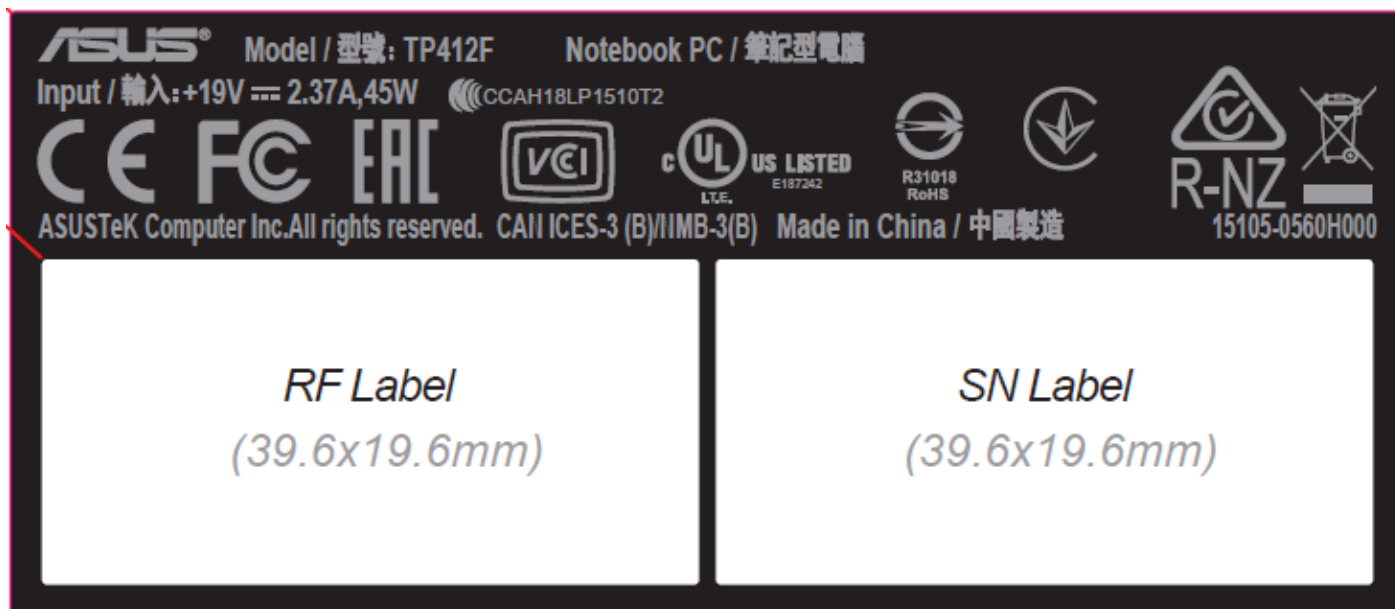 ASUS® Model / 型號: TP412F Notebook PC / 筆記型電腦
Input / 輸入:+19V ⎓ 2.37A,45W CCAH18LP1510T2
CE FC EAC VCI c UL US LISTED
E187242
I.T.E.
R31018
RoHS
R-NZ
ASUSTeK Computer Inc.All rights reserved. CAN ICES-3 (B)/NMB-3(B) Made in China / 中國製造 15105-0560H000
RF Label
(39.6x19.6mm)
SN Label
(39.6x19.6mm)